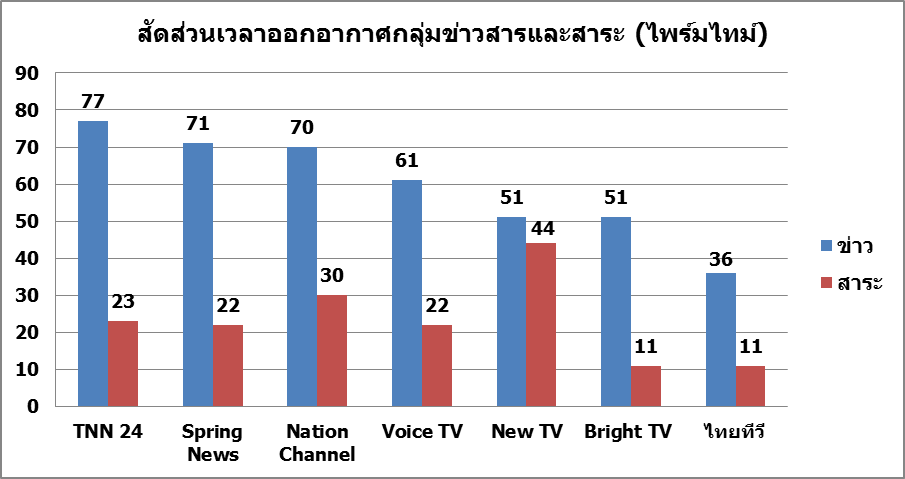 สัดส่วนเวลาออกอากาศกลุ่มข่าวสารและสาระ (ไพร์มไทม์)
90
80
70
60
50
40
30
20
10
0
77
23
71
22
70
30
61
22
51
44
51
11
36
11
TNN 24
Spring
News
Nation
Channel
Voice TV
New TV
Bright TV
ไทยทีวี
ข่าว
สาระ